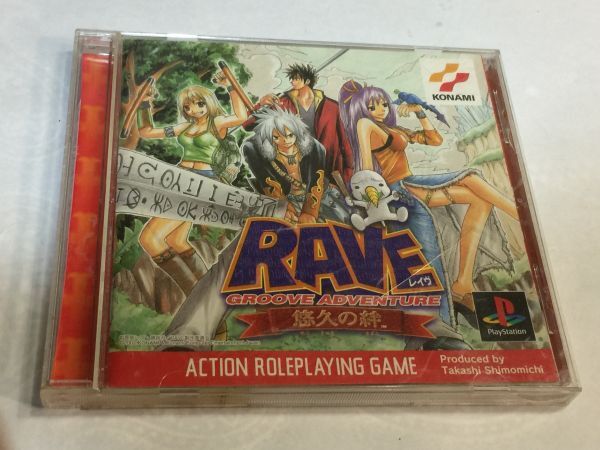 KONAMI
RAVE
レイヴ
GROOVE ADVENTURE
悠久の絆
TM
PlayStation
ACTION ROLEPLAYING GAME
Produced by
Takashi Shimomichi